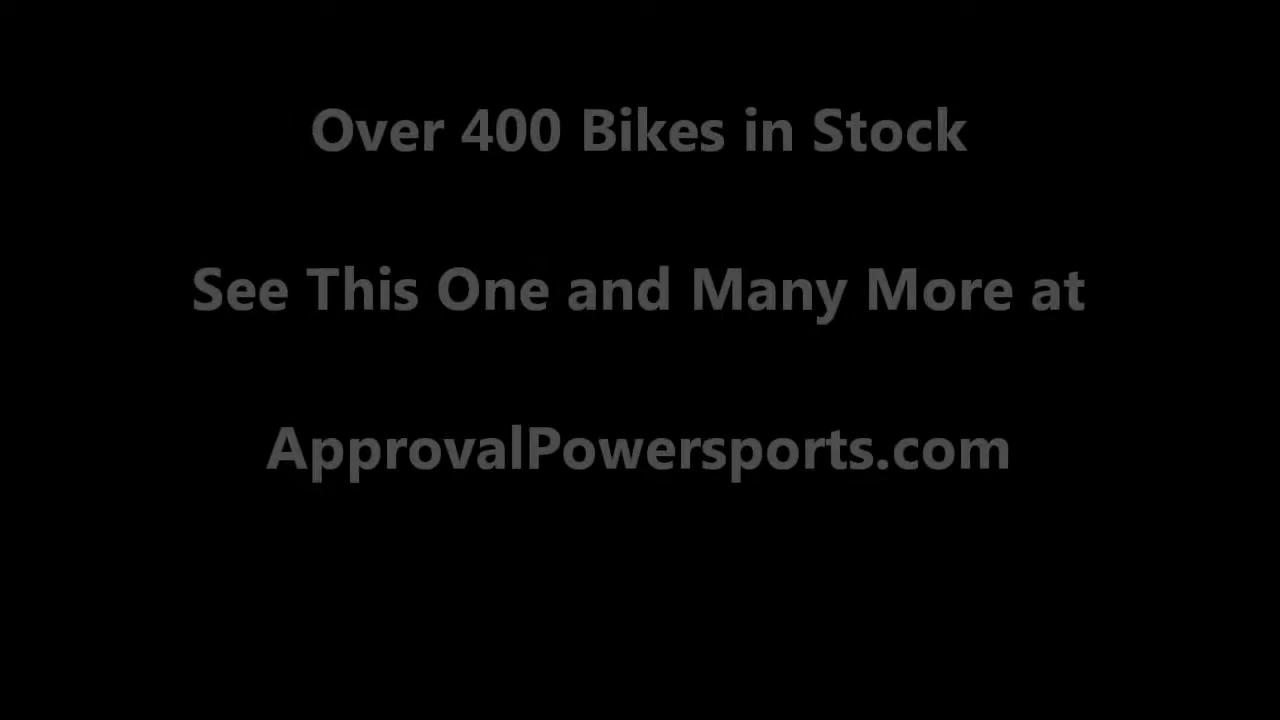 Over 400 Bikes in Stock
See This One and Many More at
ApprovalPowersports.com